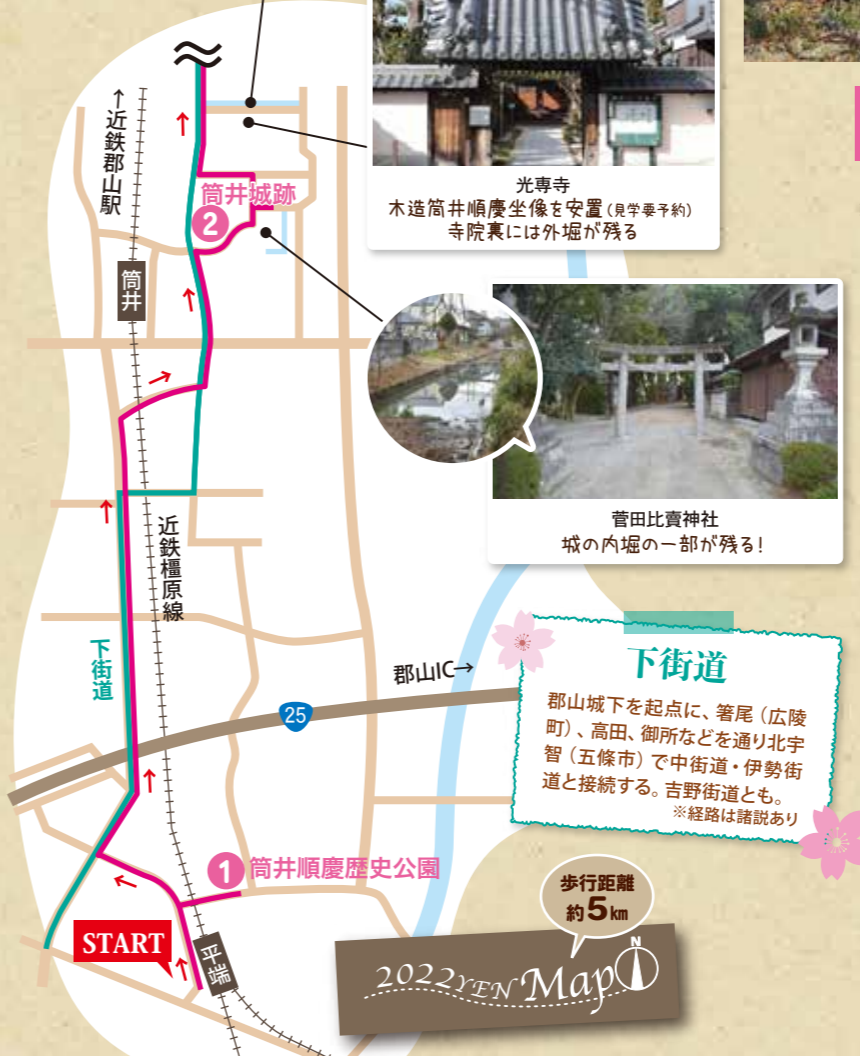 光専寺
木造筒井順慶坐像を安置(見学要予約)
寺院裏には外堀が残る
↑近鉄郡山駅
筒井城跡
2
筒井
菅田比賣神社
城の内堀の一部が残る!
近鉄橿原線
下街道
郡山IC→
25
下街道
郡山城下を起点に、箸尾(広陵
町)、高田、御所などを通り北宇
智(五條市)で中街道・伊勢街
道と接続する。吉野街道とも。
※経路は諸説あり
1 筒井順慶歴史公園
START
平端
歩行距離
約5km
2022YEN Map
N